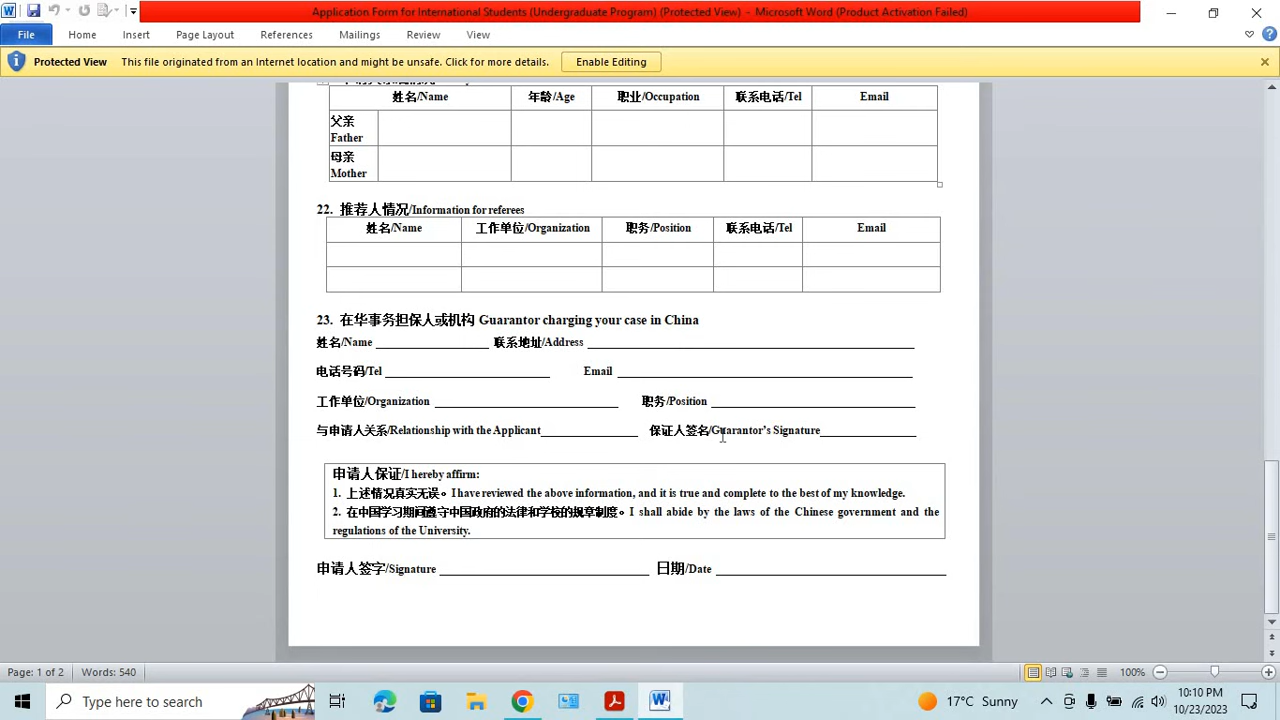 Application Form for International Students (Undergraduate Program) (Protected View) - Microsoft Word (Product Activation Failed)
File Home Insert Page Layout References Mailings Review View
Protected View This file originated from an Internet location and might be unsafe. Click for more details. Enable Editing
姓名/Name 年龄/Age 职业/Occupation 联系电话/Tel Email
父亲
Father
母亲
Mother
22. 推荐人情况/Information for referees
姓名/Name 工作单位/Organization 职务/Position 联系电话/Tel Email
23. 在华事务担保人或机构 Guarantor charging your case in China
姓名/Name 联系地址/Address
电话号码/Tel Email
工作单位/Organization 职务/Position
与申请人关系/Relationship with the Applicant 保证人签名/Guarantor's Signature
申请人保证/I hereby affirm:
1. 上述情况真实无误。I have reviewed the above information, and it is true and complete to the best of my knowledge.
2. 在中国学习期间遵守中国政府的法律和学校的规章制度。I shall abide by the laws of the Chinese government and the
regulations of the University.
申请人签字/Signature 日期/Date
Page: 1 of 2 Words: 540 100%
Type here to search 17°C Sunny 10:10 PM
10/23/2023